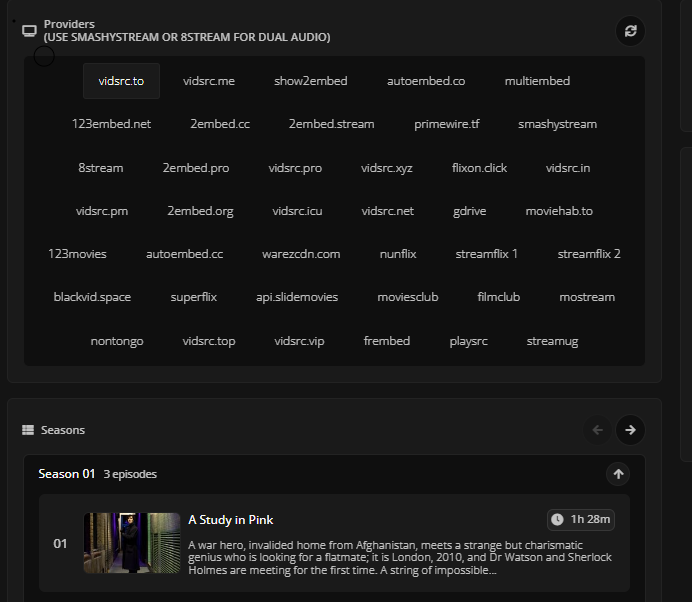 Providers
(USE SMASHYSTREAM OR 8STREAM FOR DUAL AUDIO)
vidsrc.to vidsrc.me show2embed autoembed.co multiembed
123embed.net 2embed.cc 2embed.stream primewire.tf smashystream
8stream 2embed.pro vidsrc.pro vidsrc.xyz flixon.click vidsrc.in
vidsrc.pm 2embed.org vidsrc.icu vidsrc.net gdrive moviehab.to
123movies autoembed.cc warezcdn.com nunflix streamflix 1 streamflix 2
blackvid.space superflix api.slidemovies moviesclub filmclub mostream
nontongo vidsrc.top vidsrc.vip frembed playsrc streamug
Seasons
Season 01 3 episodes
01
A Study in Pink 1h 28m
A war hero, invalided home from Afghanistan, meets a strange but charismatic
genius who is looking for a flatmate; it is London, 2010, and Dr Watson and Sherlock
Holmes are meeting for the first time. A string of impossible...